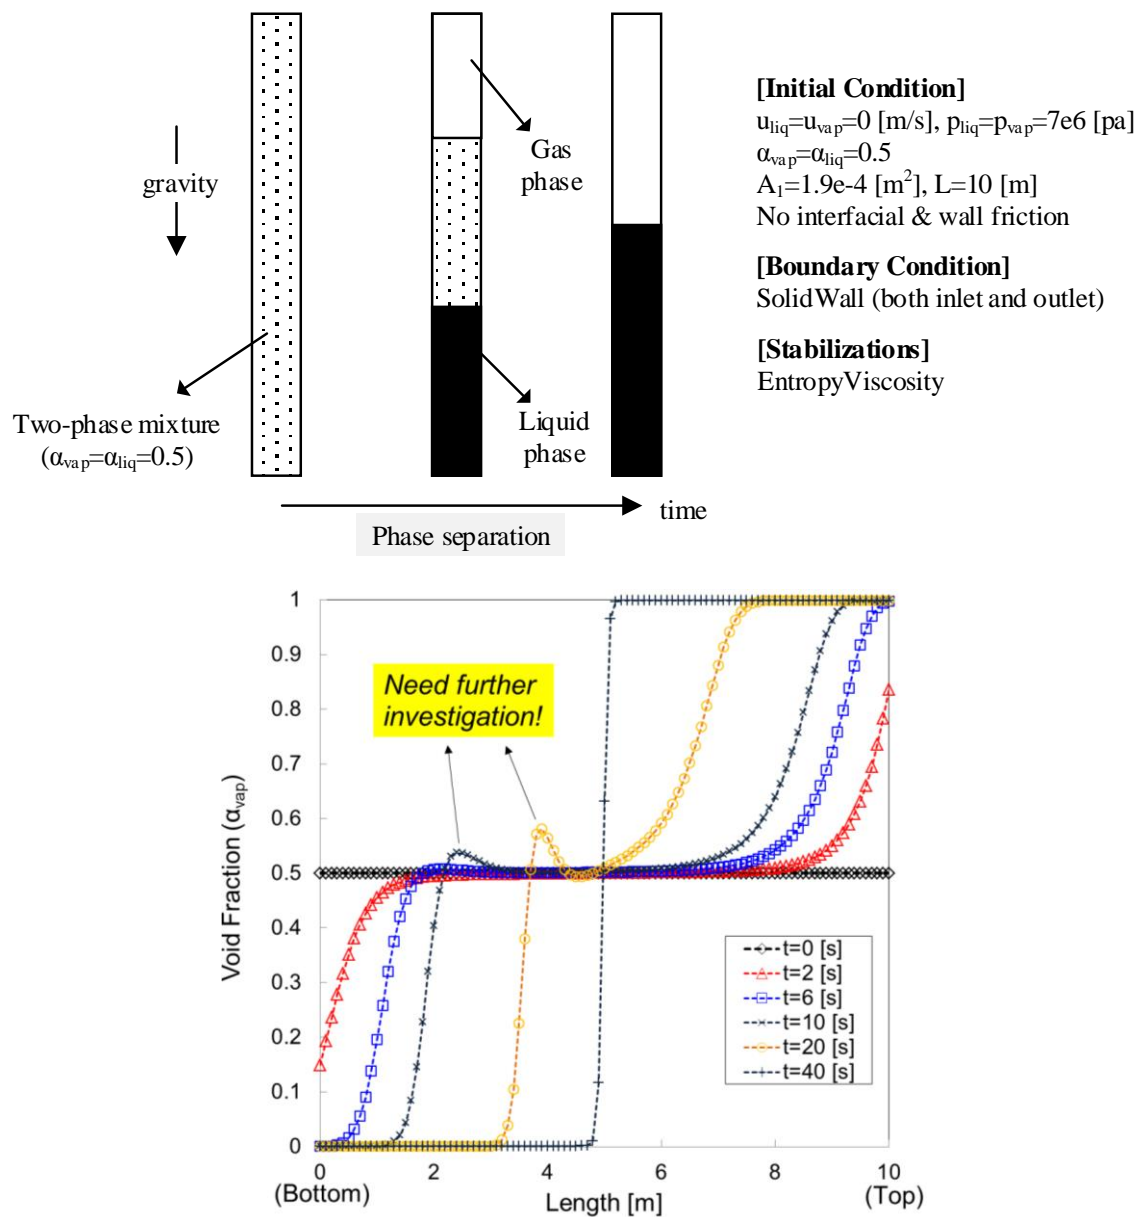 gravity
Two-phase mixture
(αvap=αliq=0.5)
Gas
phase
Liquid
phase
time
Phase separation
[Initial Condition]
uliq=uvap=0 [m/s], pliq=pvap=7e6 [pa]
αvap=αliq=0.5
A1=1.9e-4 [m2], L=10 [m]
No interfacial & wall friction
[Boundary Condition]
SolidWall (both inlet and outlet)
[Stabilizations]
EntropyViscosity
Void Fraction (αvap)
1
0.9
0.8
0.7
0.6
0.5
0.4
0.3
0.2
0.1
0
Need further
investigation!
t=0 [s]
t=2 [s]
t=6 [s]
t=10 [s]
t=20 [s]
t=40 [s]
0 2 4 6 8 10
(Bottom) Length [m] (Top)